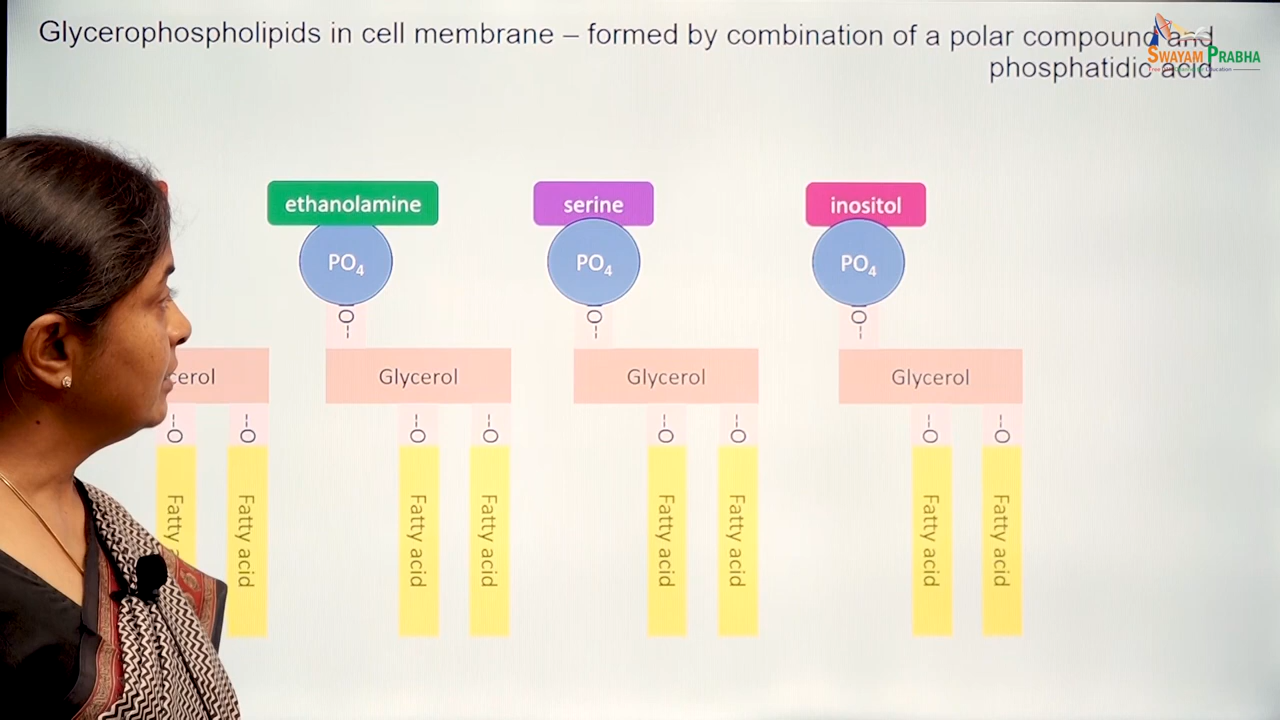 Glycerophospholipids in cell membrane – formed by combination of a polar compound and
phosphatidic acid
SWAYAM PRABHA
ethanolamine
serine
inositol
PO4
PO4
PO4
--O
--O
--O
cerol
Glycerol
Glycerol
Glycerol
--O
--O
--O
--O
--O
--O
--O
--O
Fatty
Fatty acid
Fatty acid
Fatty acid
Fatty acid
Fatty acid
Fatty acid
Fatty acid